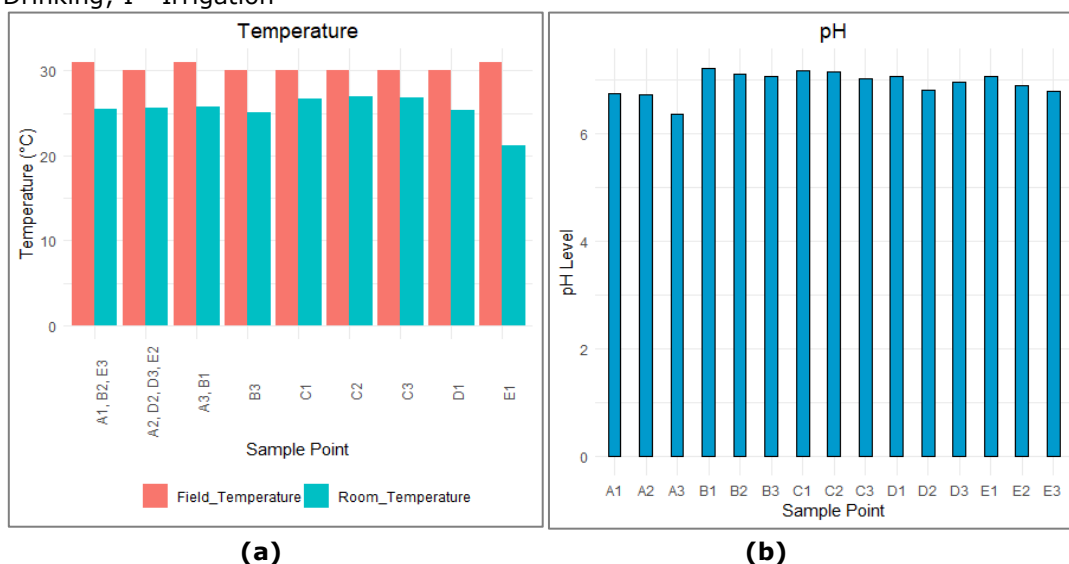 Drinking; I - Irrigation
Temperature
Temperature (°C)
30
20
10
0
A1, B2, E3
A2, D2, D3, E2
A3, B1
B3
C1
C2
C3
D1
E1
Sample Point
Field_Temperature Room_Temperature
(a)
pH
pH Level
6
4
2
0
A1 A2 A3 B1 B2 B3 C1 C2 C3 D1 D2 D3 E1 E2 E3
Sample Point
(b)